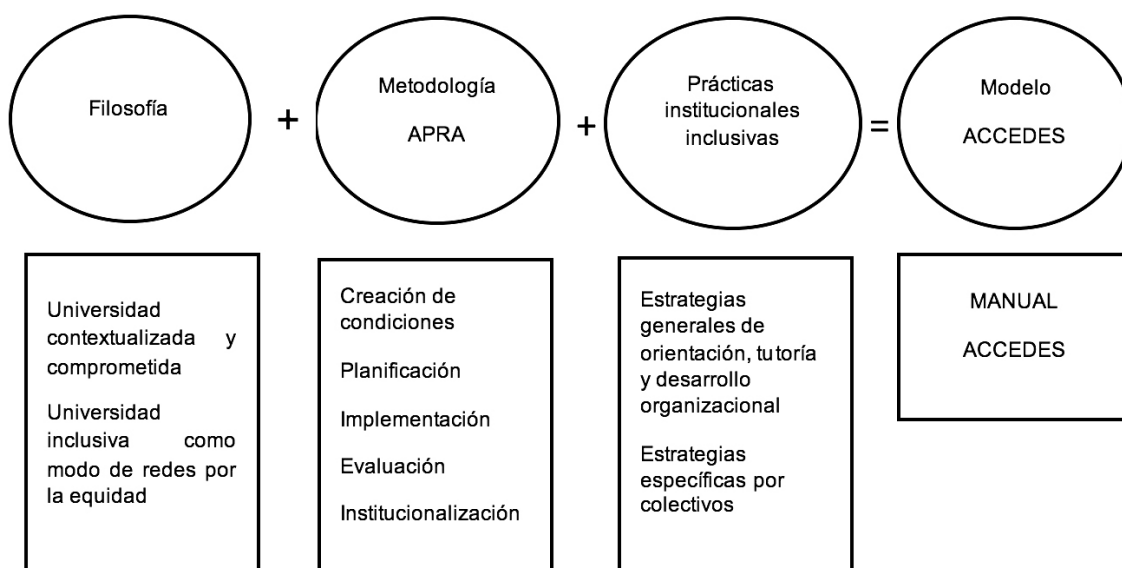 Filosofía
+
Metodología
APRA
+
Prácticas
institucionales
inclusivas
=
Modelo
ACCEDES
Universidad
contextualizada y
comprometida
Universidad
inclusiva como
modo de redes por
la equidad
Creación de
condiciones
Planificación
Implementación
Evaluación
Institucionalización
Estrategias
generales de
orientación, tutoría
y desarrollo
organizacional
Estrategias
específicas por
colectivos
MANUAL
ACCEDES